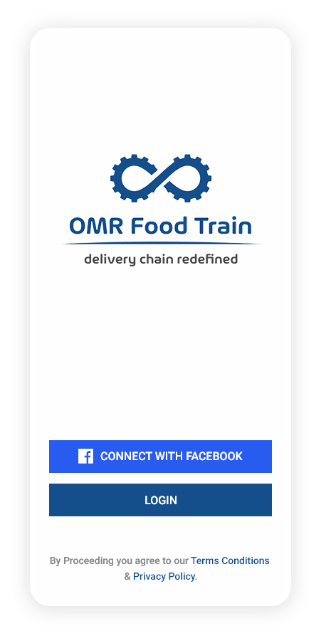 OMR Food Train
delivery chain redefined
CONNECT WITH FACEBOOK
LOGIN
By Proceeding you agree to our Terms Conditions
& Privacy Policy.